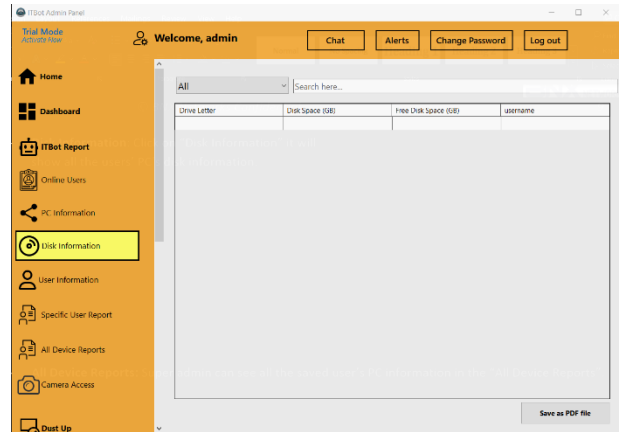 ITBot Admin Panel
Trial Mode
Activate Now
Welcome, admin
Chat
Alerts
Change Password
Log out
Home
All
Search here..
Dashboard
Drive Letter
Disk Space (GB)
Free Disk Space (GB)
username
ITBot Report
Online Users
PC Information
Disk Information
User Information
Specific User Report
All Device Reports
Camera Access
Save as PDF file
Dust Up